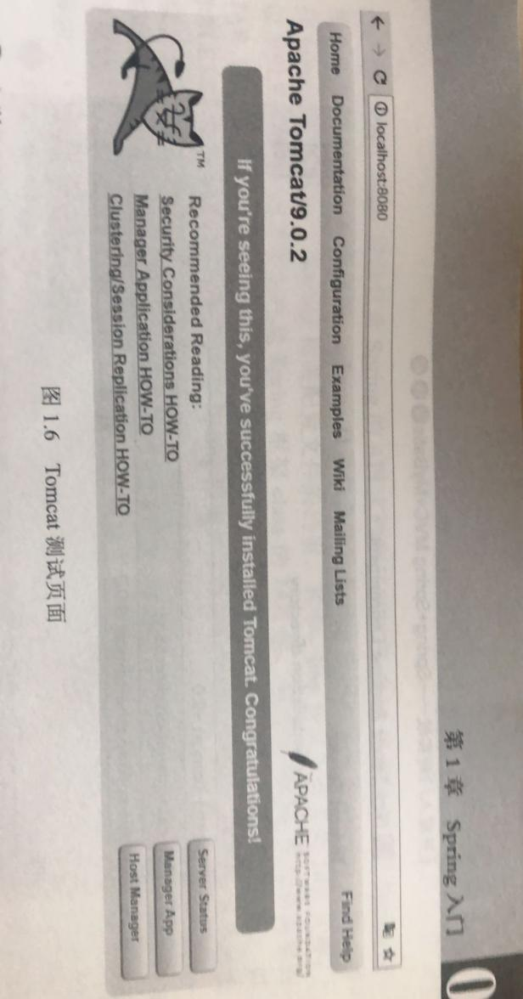 第 1 章 Spring 入门
localhost:8080
Home Documentation Configuration Examples Wiki Mailing Lists Find Help
Apache Tomcat/9.0.2
APACHE
SOFTWARE FOUNDATION
http://www.apache.org/
If you're seeing this, you've successfully installed Tomcat. Congratulations!
TM
Recommended Reading:
Security Considerations HOW-TO
Manager Application HOW-TO
Clustering/Session Replication HOW-TO
Server Status
Manager App
Host Manager
图 1.6 Tomcat 测试页面